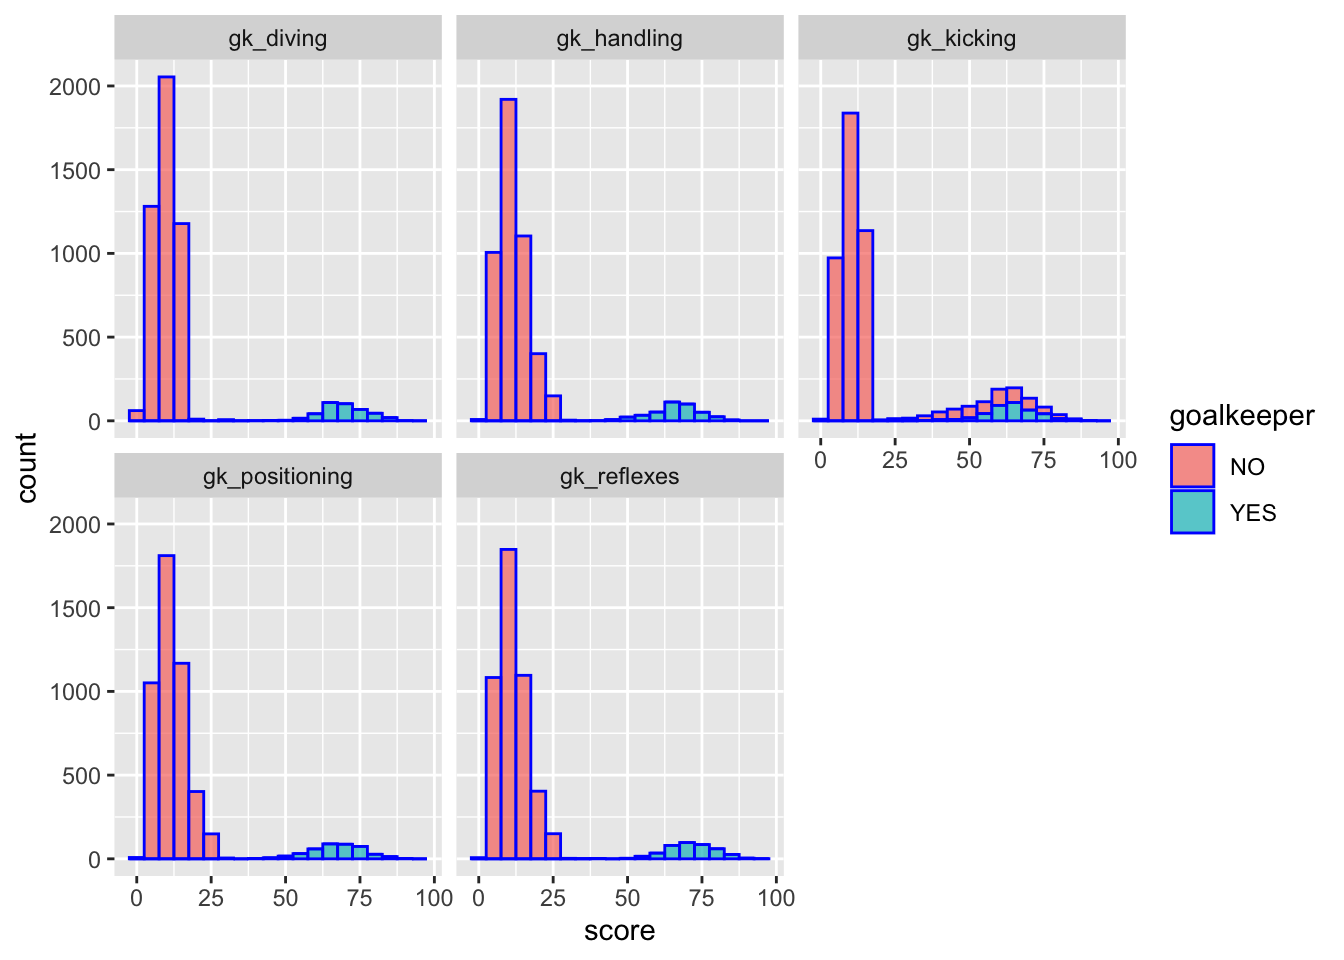 gk_diving
gk_handling
gk_kicking
2000
1500
1000
500
0
0 25 50 75 100
gk_positioning
gk_reflexes
2000
1500
1000
500
0
0 25 50 75 100
0 25 50 75 100
score
count
goalkeeper
NO
YES